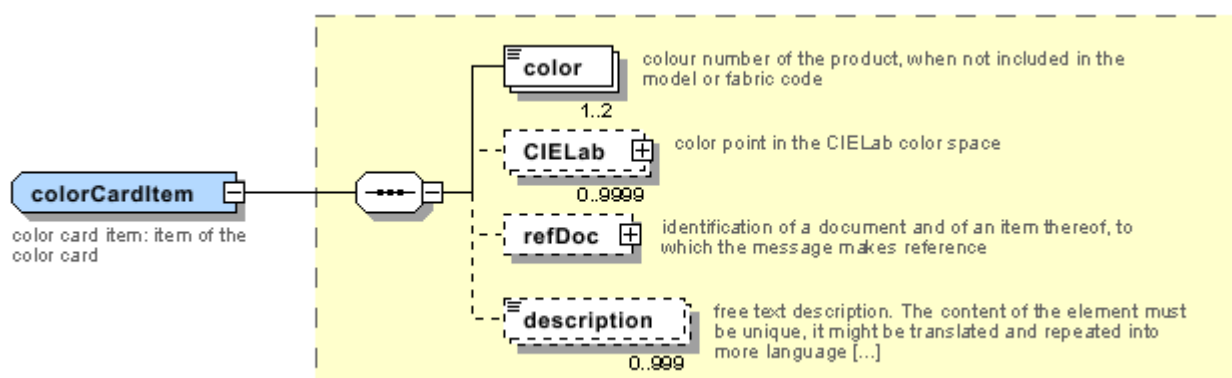 colorCardItem
color card item: item of the
color card
color
1..2
colour number of the product, when not included in the
model or fabric code
CIELab
0..9999
color point in the CIELab color space
refDoc
identification of a document and of an item thereof, to
which the message makes reference
description
0..999
free text description. The content of the element must
be unique, it might be translated and repeated into
more language [...]